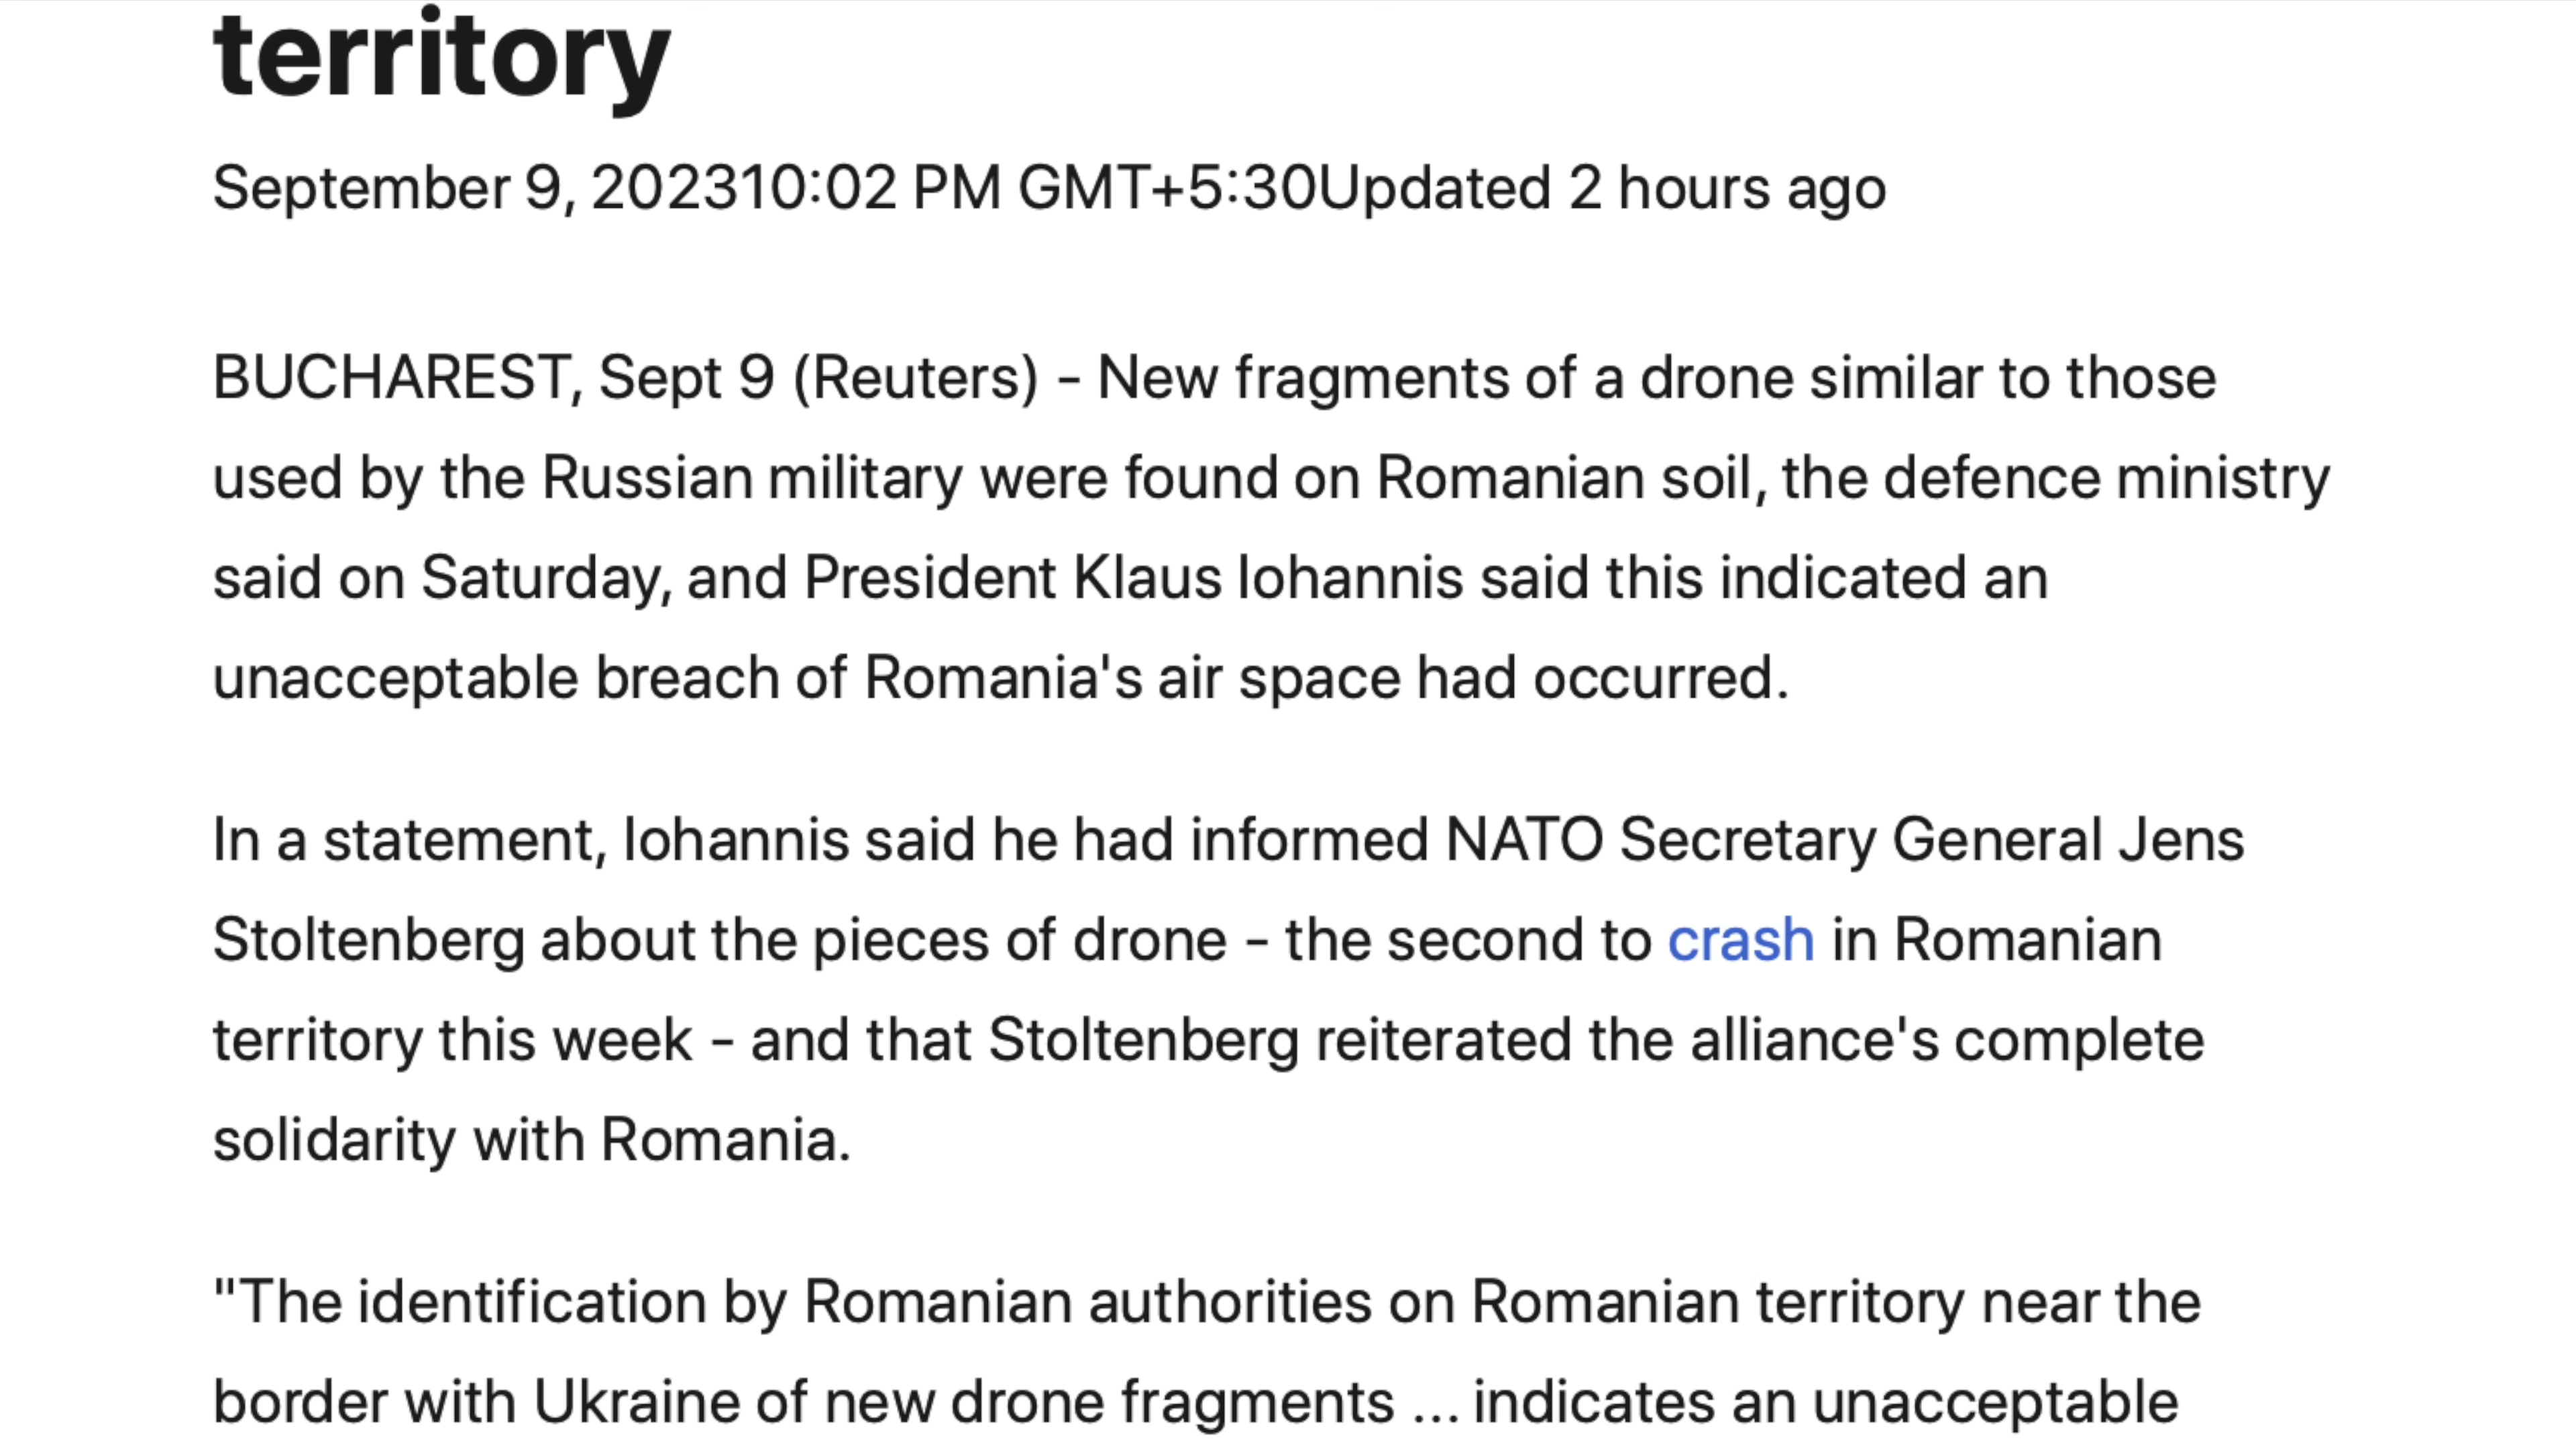 territory
September 9, 202310:02 PM GMT+5:30Updated 2 hours ago
BUCHAREST, Sept 9 (Reuters) - New fragments of a drone similar to those
used by the Russian military were found on Romanian soil, the defence ministry
said on Saturday, and President Klaus Iohannis said this indicated an
unacceptable breach of Romania's air space had occurred.
In a statement, Iohannis said he had informed NATO Secretary General Jens
Stoltenberg about the pieces of drone - the second to crash in Romanian
territory this week - and that Stoltenberg reiterated the alliance's complete
solidarity with Romania.
"The identification by Romanian authorities on Romanian territory near the
border with Ukraine of new drone fragments ... indicates an unacceptable